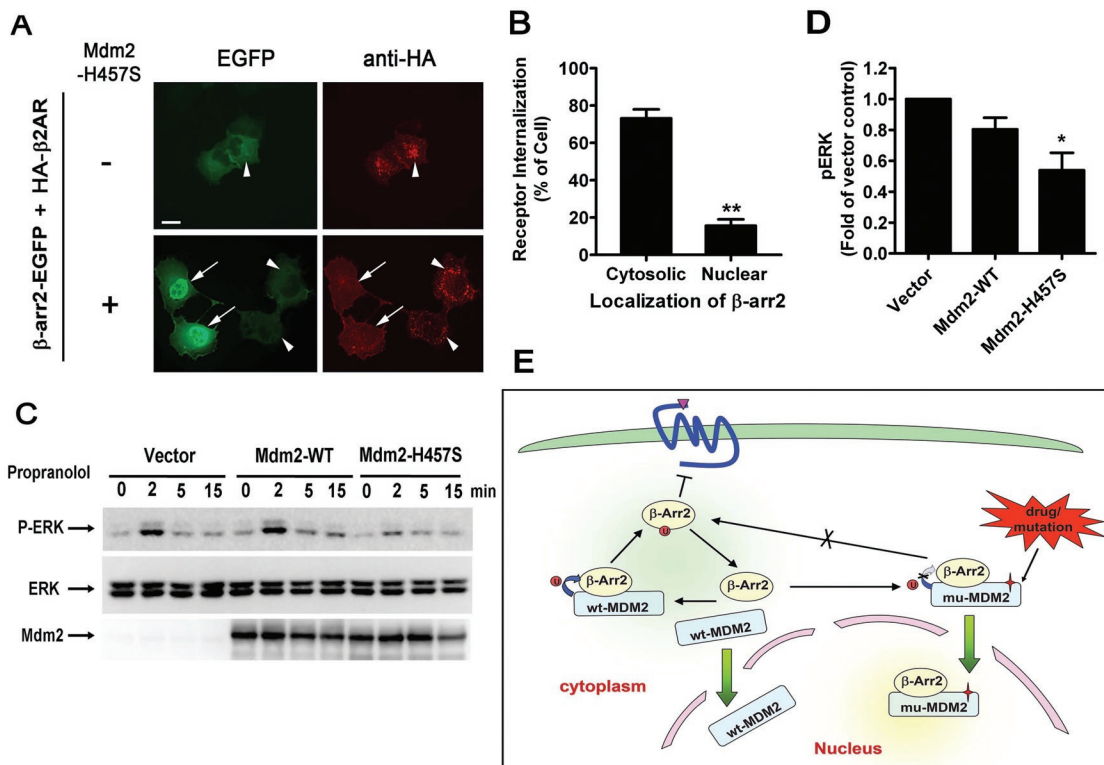 A
Mdm2
-H457S
EGFP
anti-HA
β-arr2-EGFP + HA-β2AR
-
+
B
Receptor Internalization
(% of Cell)
100
80
60
40
20
0
Cytosolic Nuclear
**
Localization of β-arr2
D
pERK
(Fold of vector control)
1.2
1.0
0.8
0.6
0.4
0.2
0.0
*
Vector
Mdm2-WT
Mdm2-H457S
C
Vector Mdm2-WT Mdm2-H457S
Propranolol
0 2 5 15 0 2 5 15 0 2 5 15 min
P-ERK
ERK
Mdm2
E
β-Arr2
u
drug/
mutation
u
β-Arr2
wt-MDM2
β-Arr2
wt-MDM2
u
β-Arr2
mu-MDM2
X
cytoplasm
wt-MDM2
β-Arr2
mu-MDM2
Nucleus